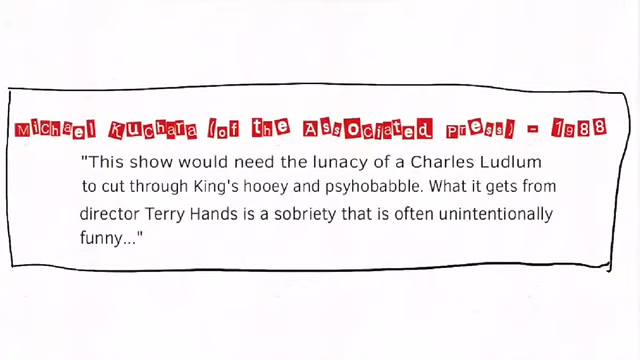 Michael Kuchara (of the Associated Press) - 1988
"This show would need the lunacy of a Charles Ludlum
to cut through King's hooey and psyhobabble. What it gets from
director Terry Hands is a sobriety that is often unintentionally
funny..."